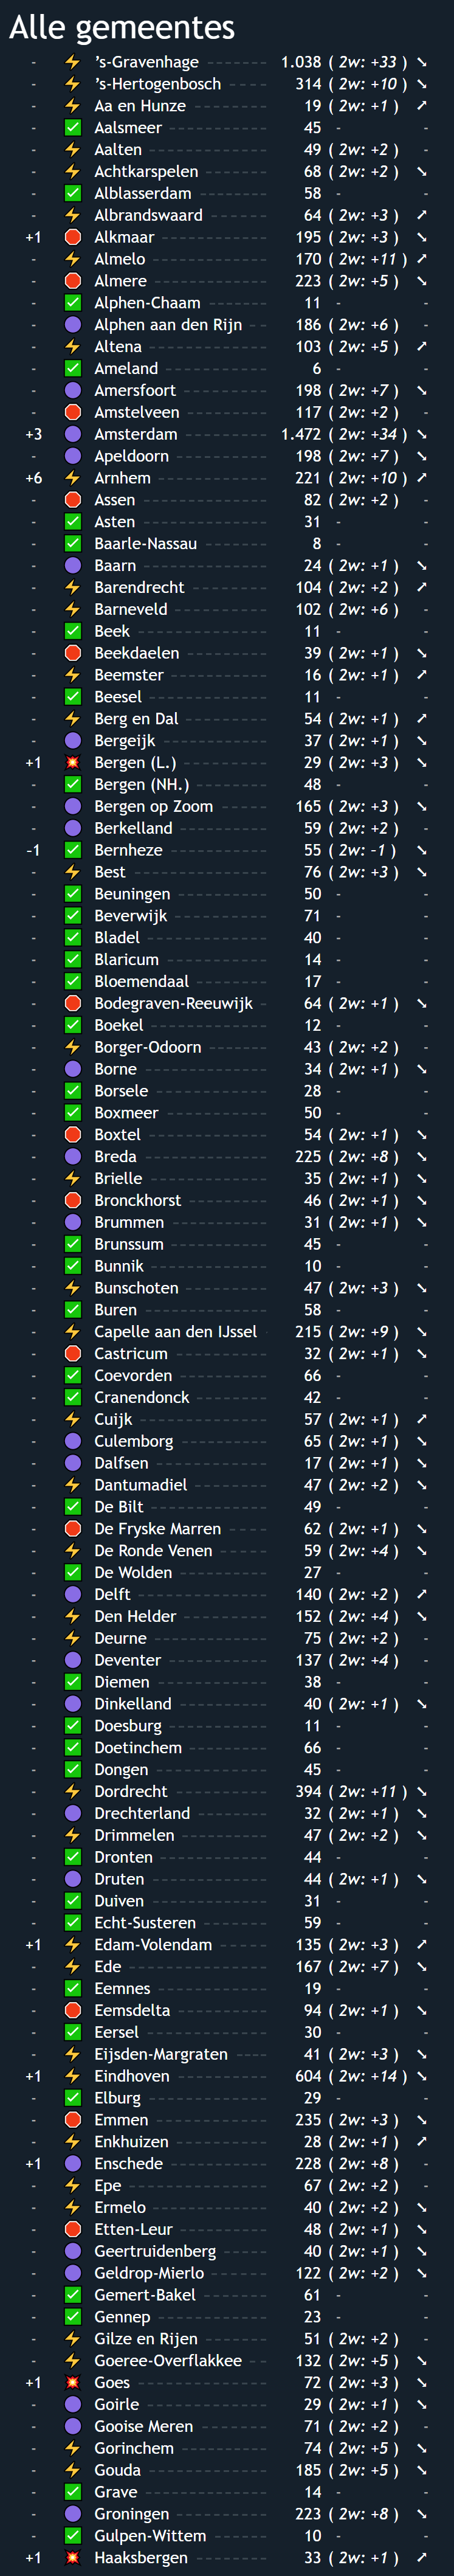 Alle gemeentes
- ’s-Gravenhage 1.038 ( 2w: +33 ) ➘
- ’s-Hertogenbosch 314 ( 2w: +10 ) ➘
- Aa en Hunze 19 ( 2w: +1 ) ➚
- Aalsmeer 45 - -
- Aalten 49 ( 2w: +2 ) -
- Achtkarspelen 68 ( 2w: +2 ) ➘
- Alblasserdam 58 - -
- Albrandswaard 64 ( 2w: +3 ) ➚
+1 Alkmaar 195 ( 2w: +3 ) ➘
- Almelo 170 ( 2w: +11 ) ➚
- Almere 223 ( 2w: +5 ) ➘
- Alphen-Chaam 11 - -
- Alphen aan den Rijn 186 ( 2w: +6 ) -
- Altena 103 ( 2w: +5 ) ➚
- Ameland 6 - -
- Amersfoort 198 ( 2w: +7 ) ➘
- Amstelveen 117 ( 2w: +2 ) -
+3 Amsterdam 1.472 ( 2w: +34 ) ➘
- Apeldoorn 198 ( 2w: +7 ) ➘
+6 Arnhem 221 ( 2w: +10 ) ➚
- Assen 82 ( 2w: +2 ) -
- Asten 31 - -
- Baarle-Nassau 8 - -
- Baarn 24 ( 2w: +1 ) ➘
- Barendrecht 104 ( 2w: +2 ) ➚
- Barneveld 102 ( 2w: +6 ) -
- Beek 11 - -
- Beekdaelen 39 ( 2w: +1 ) ➘
- Beemster 16 ( 2w: +1 ) ➚
- Beesel 11 - -
- Berg en Dal 54 ( 2w: +1 ) ➚
- Bergeijk 37 ( 2w: +1 ) ➘
+1 Bergen (L.) 29 ( 2w: +3 ) ➘
- Bergen (NH.) 48 - -
- Bergen op Zoom 165 ( 2w: +3 ) ➘
- Berkelland 59 ( 2w: +2 ) -
-1 Bernheze 55 ( 2w: -1 ) ➘
- Best 76 ( 2w: +3 ) ➘
- Beuningen 50 - -
- Beverwijk 71 - -
- Bladel 40 - -
- Blaricum 14 - -
- Bloemendaal 17 - -
- Bodegraven-Reeuwijk 64 ( 2w: +1 ) ➘
- Boekel 12 - -
- Borger-Odoorn 43 ( 2w: +2 ) -
- Borne 34 ( 2w: +1 ) ➘
- Borsele 28 - -
- Boxmeer 50 - -
- Boxtel 54 ( 2w: +1 ) ➘
- Breda 225 ( 2w: +8 ) ➘
- Brielle 35 ( 2w: +1 ) ➘
- Bronckhorst 46 ( 2w: +1 ) ➘
- Brummen 31 ( 2w: +1 ) ➘
- Brunssum 45 - -
- Bunnik 10 - -
- Bunschoten 47 ( 2w: +3 ) ➘
- Buren 58 - -
- Capelle aan den IJssel 215 ( 2w: +9 ) ➘
- Castricum 32 ( 2w: +1 ) ➘
- Coevorden 66 - -
- Cranendonck 42 - -
- Cuijk 57 ( 2w: +1 ) ➚
- Culemborg 65 ( 2w: +1 ) ➘
- Dalfsen 17 ( 2w: +1 ) ➘
- Dantumadiel 47 ( 2w: +2 ) ➘
- De Bilt 49 - -
- De Fryske Marren 62 ( 2w: +1 ) ➘
- De Ronde Venen 59 ( 2w: +4 ) ➘
- De Wolden 27 - -
- Delft 140 ( 2w: +2 ) ➚
- Den Helder 152 ( 2w: +4 ) ➘
- Deurne 75 ( 2w: +2 ) -
- Deventer 137 ( 2w: +4 ) -
- Diemen 38 - -
- Dinkelland 40 ( 2w: +1 ) ➘
- Doesburg 11 - -
- Doetinchem 66 - -
- Dongen 45 - -
- Dordrecht 394 ( 2w: +11 ) ➘
- Drechterland 32 ( 2w: +1 ) ➘
- Drimmelen 47 ( 2w: +2 ) ➘
- Dronten 44 - -
- Druten 44 ( 2w: +1 ) ➘
- Duiven 31 - -
- Echt-Susteren 59 - -
+1 Edam-Volendam 135 ( 2w: +3 ) ➚
- Ede 167 ( 2w: +7 ) ➘
- Eemnes 19 - -
- Eemsdelta 94 ( 2w: +1 ) ➘
- Eersel 30 - -
- Eijsden-Margraten 41 ( 2w: +3 ) ➘
+1 Eindhoven 604 ( 2w: +14 ) ➘
- Elburg 29 - -
- Emmen 235 ( 2w: +3 ) ➘
- Enkhuizen 28 ( 2w: +1 ) ➚
+1 Enschede 228 ( 2w: +8 ) -
- Epe 67 ( 2w: +2 ) -
- Ermelo 40 ( 2w: +2 ) ➘
- Etten-Leur 48 ( 2w: +1 ) ➘
- Geertruidenberg 40 ( 2w: +1 ) ➘
- Geldrop-Mierlo 122 ( 2w: +2 ) ➘
- Gemert-Bakel 61 - -
- Gennep 23 - -
- Gilze en Rijen 51 ( 2w: +2 ) -
- Goeree-Overflakkee 132 ( 2w: +5 ) ➘
+1 Goes 72 ( 2w: +3 ) ➘
- Goirle 29 ( 2w: +1 ) ➘
- Gooise Meren 71 ( 2w: +2 ) -
- Gorinchem 74 ( 2w: +5 ) ➘
- Gouda 185 ( 2w: +5 ) ➘
- Grave 14 - -
- Groningen 223 ( 2w: +8 ) ➘
- Gulpen-Wittem 10 - -
+1 Haaksbergen 33 ( 2w: +1 ) ➚